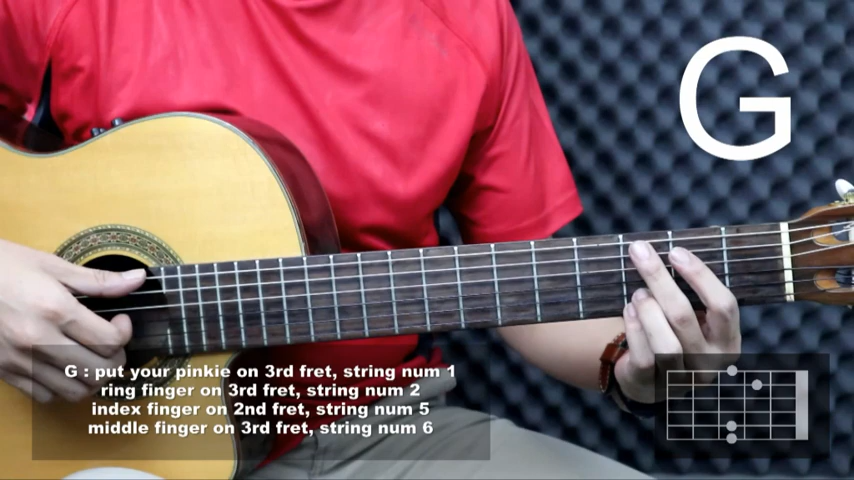 G
G : put your pinkie on 3rd fret, string num 1
ring finger on 3rd fret, string num 2
index finger on 2nd fret, string num 5
middle finger on 3rd fret, string num 6